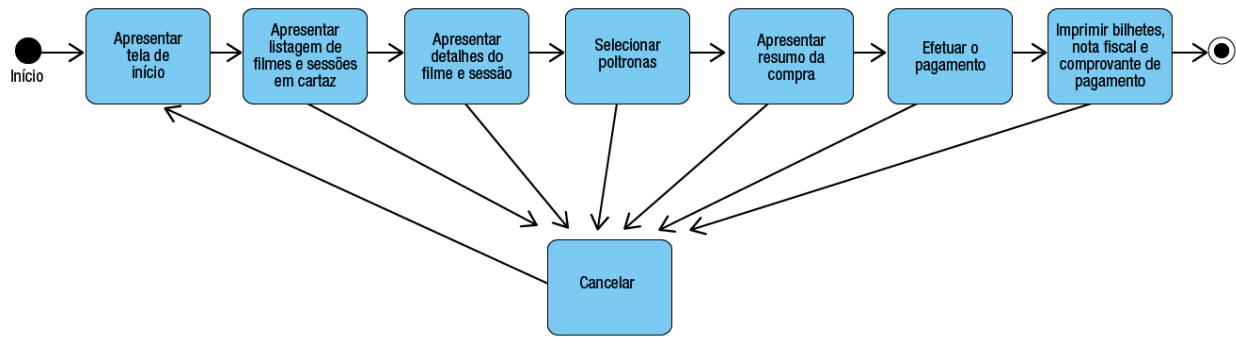 Início
Apresentar
tela de
início
Apresentar
listagem de
filmes e sessões
em cartaz
Apresentar
detalhes do
filme e sessão
Selecionar
poltronas
Apresentar
resumo da
compra
Efetuar o
pagamento
Imprimir bilhetes,
nota fiscal e
comprovante de
pagamento
Cancelar